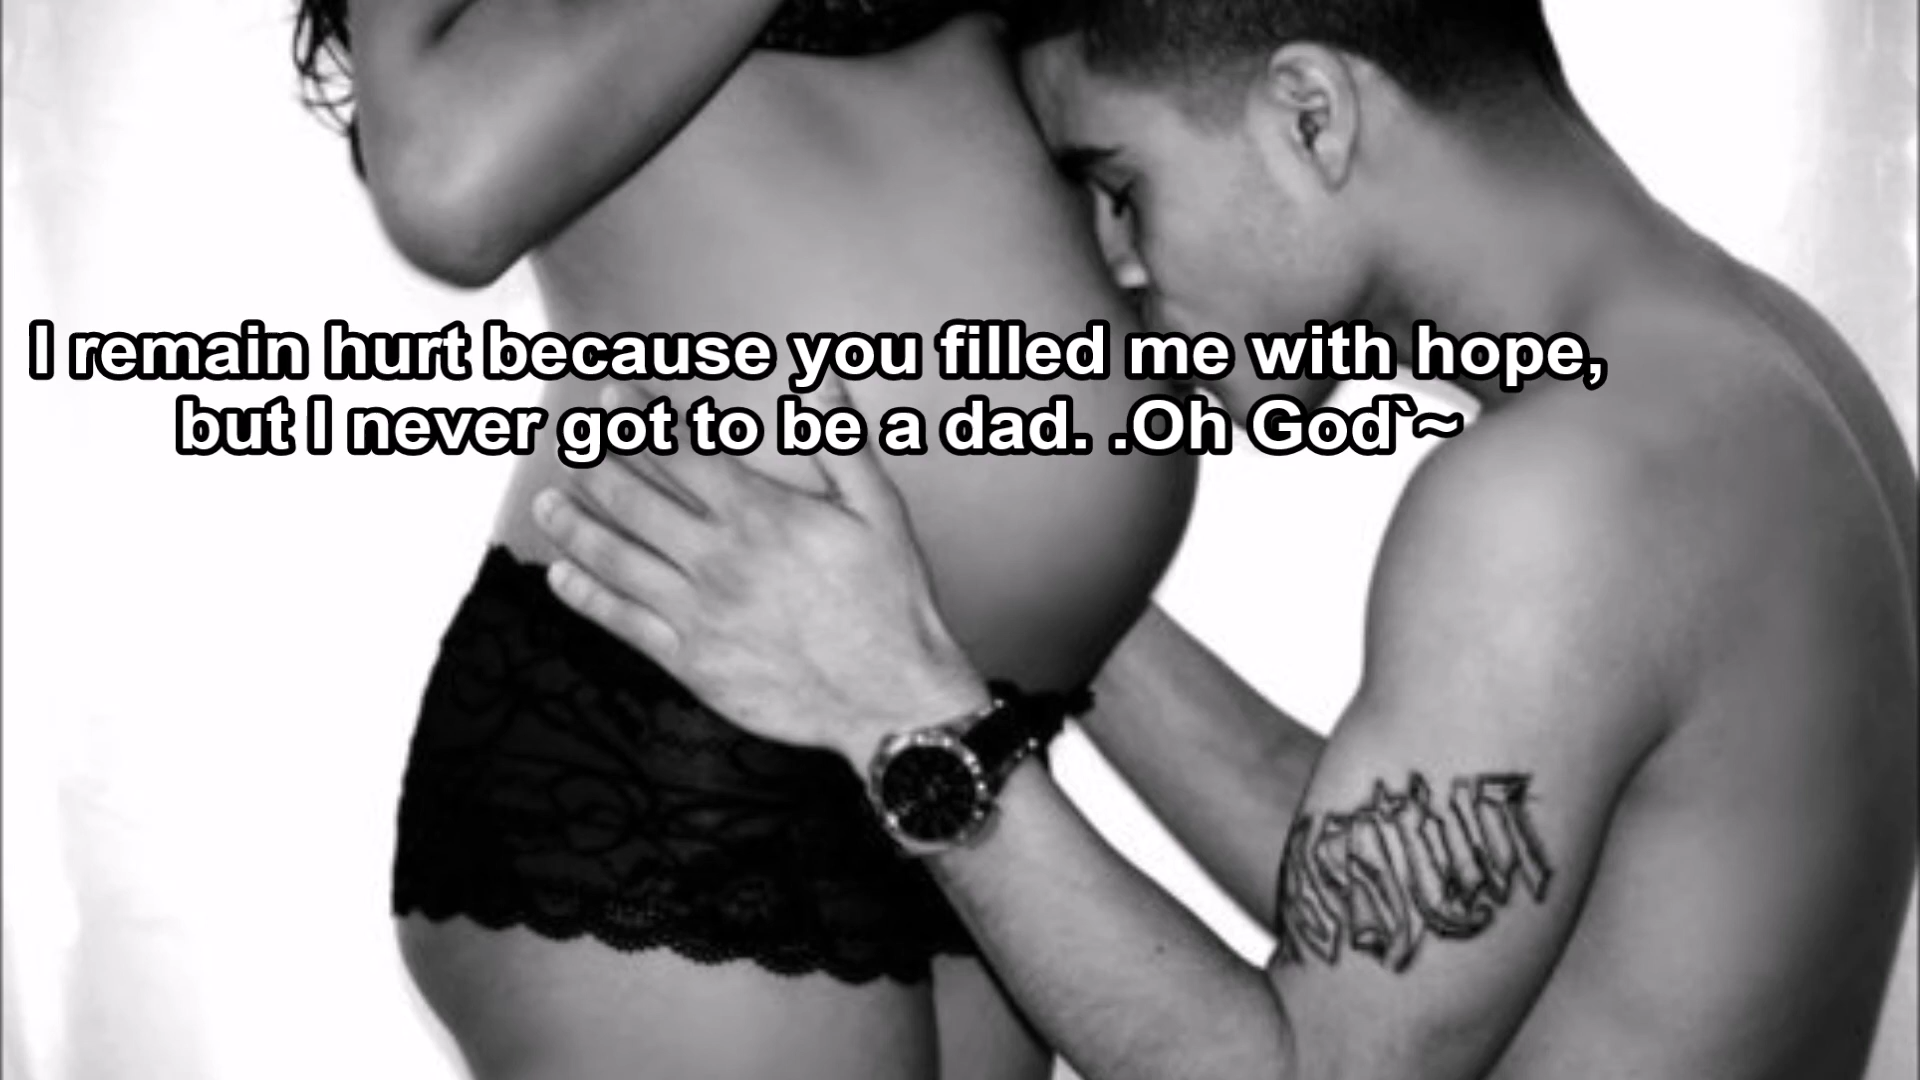 I remain hurt because you filled me with hope,
but I never got to be a dad. .Oh God`~